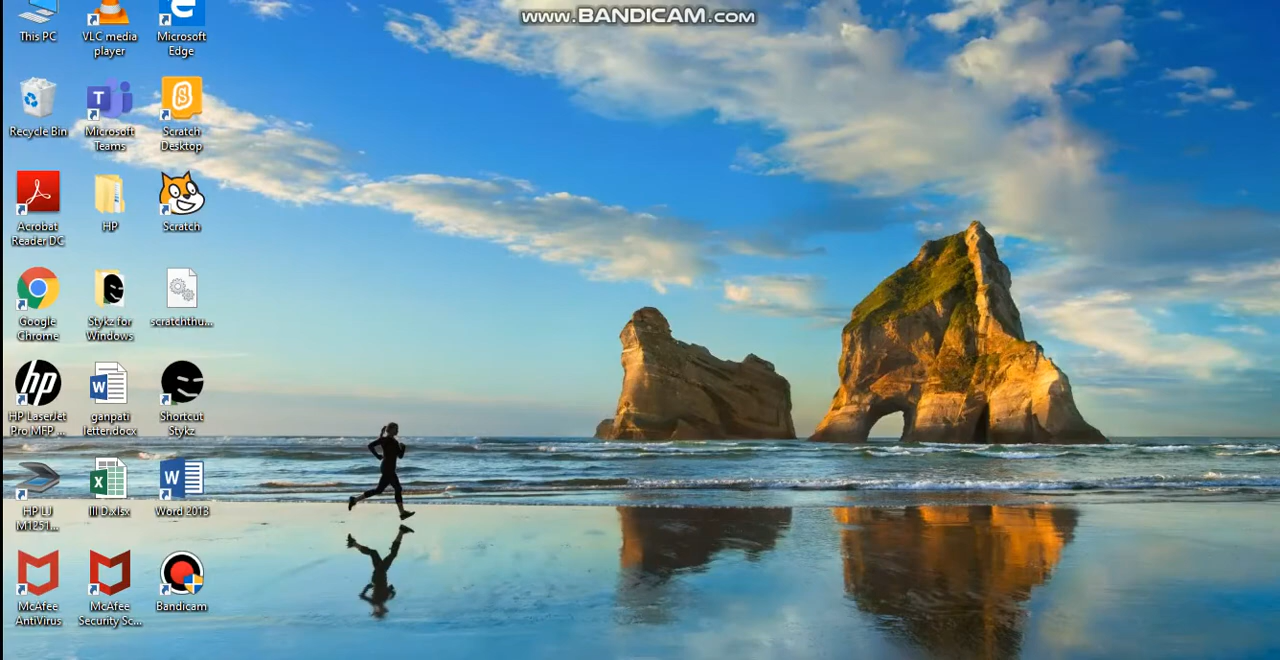 www.BANDICAM.com
This PC
VLC media
player
Microsoft
Edge
Recycle Bin
Microsoft
Teams
Scratch
Desktop
Acrobat
Reader DC
HP
Scratch
Google
Chrome
Stykz for
Windows
scratchthu...
HP LaserJet
Pro MFP ...
ganpati
letter.docx
Shortcut
Stykz
HP LJ
M1251...
III D.xlsx
Word 2013
McAfee
AntiVirus
McAfee
Security Sc...
Bandicam